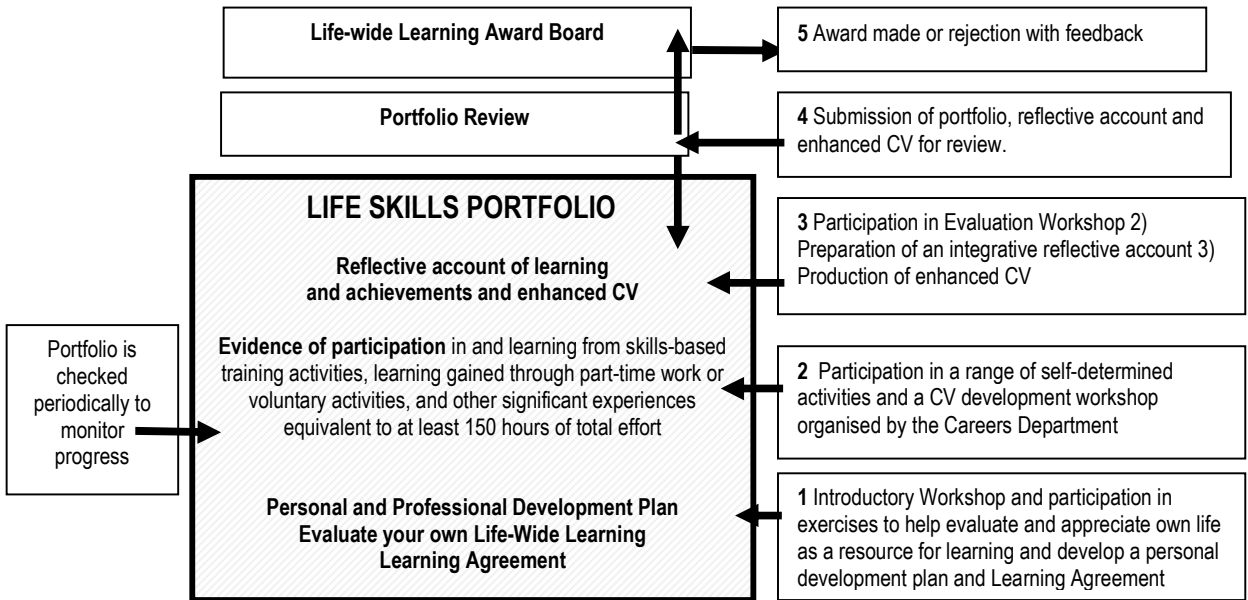 Life-wide Learning Award Board
5 Award made or rejection with feedback
Portfolio Review
4 Submission of portfolio, reflective account and
enhanced CV for review.
LIFE SKILLS PORTFOLIO
Reflective account of learning
and achievements and enhanced CV
3 Participation in Evaluation Workshop 2)
Preparation of an integrative reflective account 3)
Production of enhanced CV
Portfolio is
checked
periodically to
monitor
progress
Evidence of participation in and learning from skills-based
training activities, learning gained through part-time work or
voluntary activities, and other significant experiences
equivalent to at least 150 hours of total effort
2 Participation in a range of self-determined
activities and a CV development workshop
organised by the Careers Department
Personal and Professional Development Plan
Evaluate your own Life-Wide Learning
Learning Agreement
1 Introductory Workshop and participation in
exercises to help evaluate and appreciate own life
as a resource for learning and develop a personal
development plan and Learning Agreement